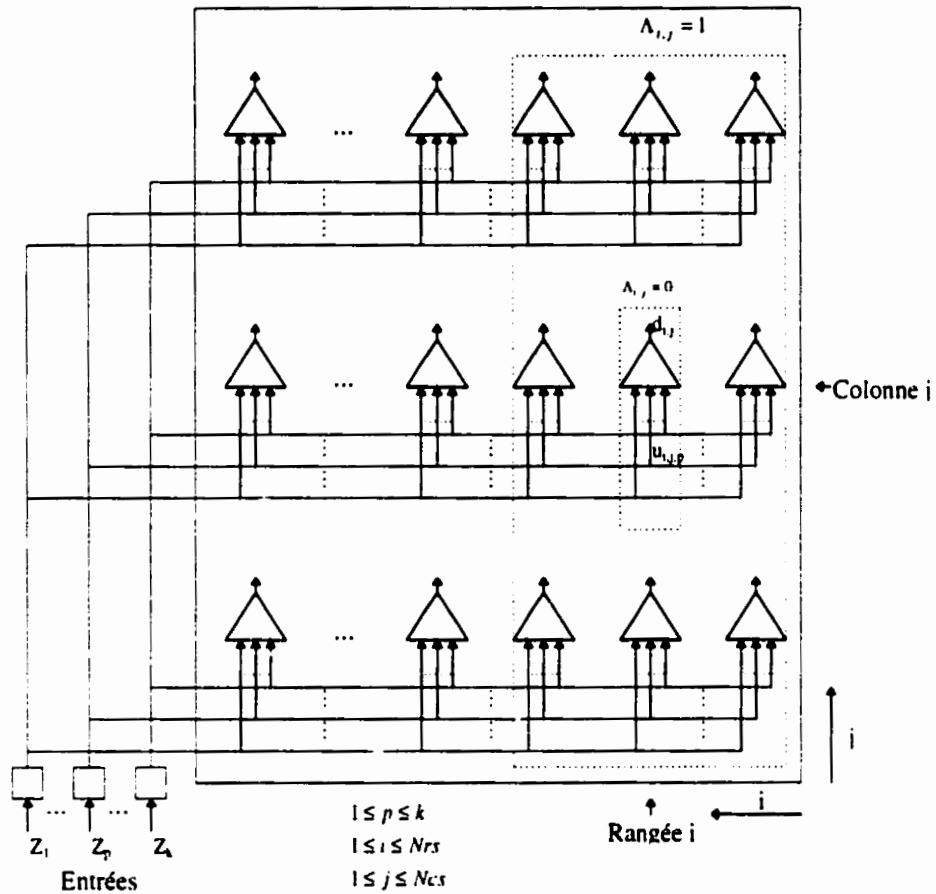 Λi,j = 1
...
...
Λi,j = 0
di,j
...
ui,j,p
← Colonne i
...
i
... ...
Z1 Zp Zk
Entrées
1 ≤ p ≤ k
1 ≤ i ≤ Nrs
1 ≤ j ≤ Ncs
Rangée i
i